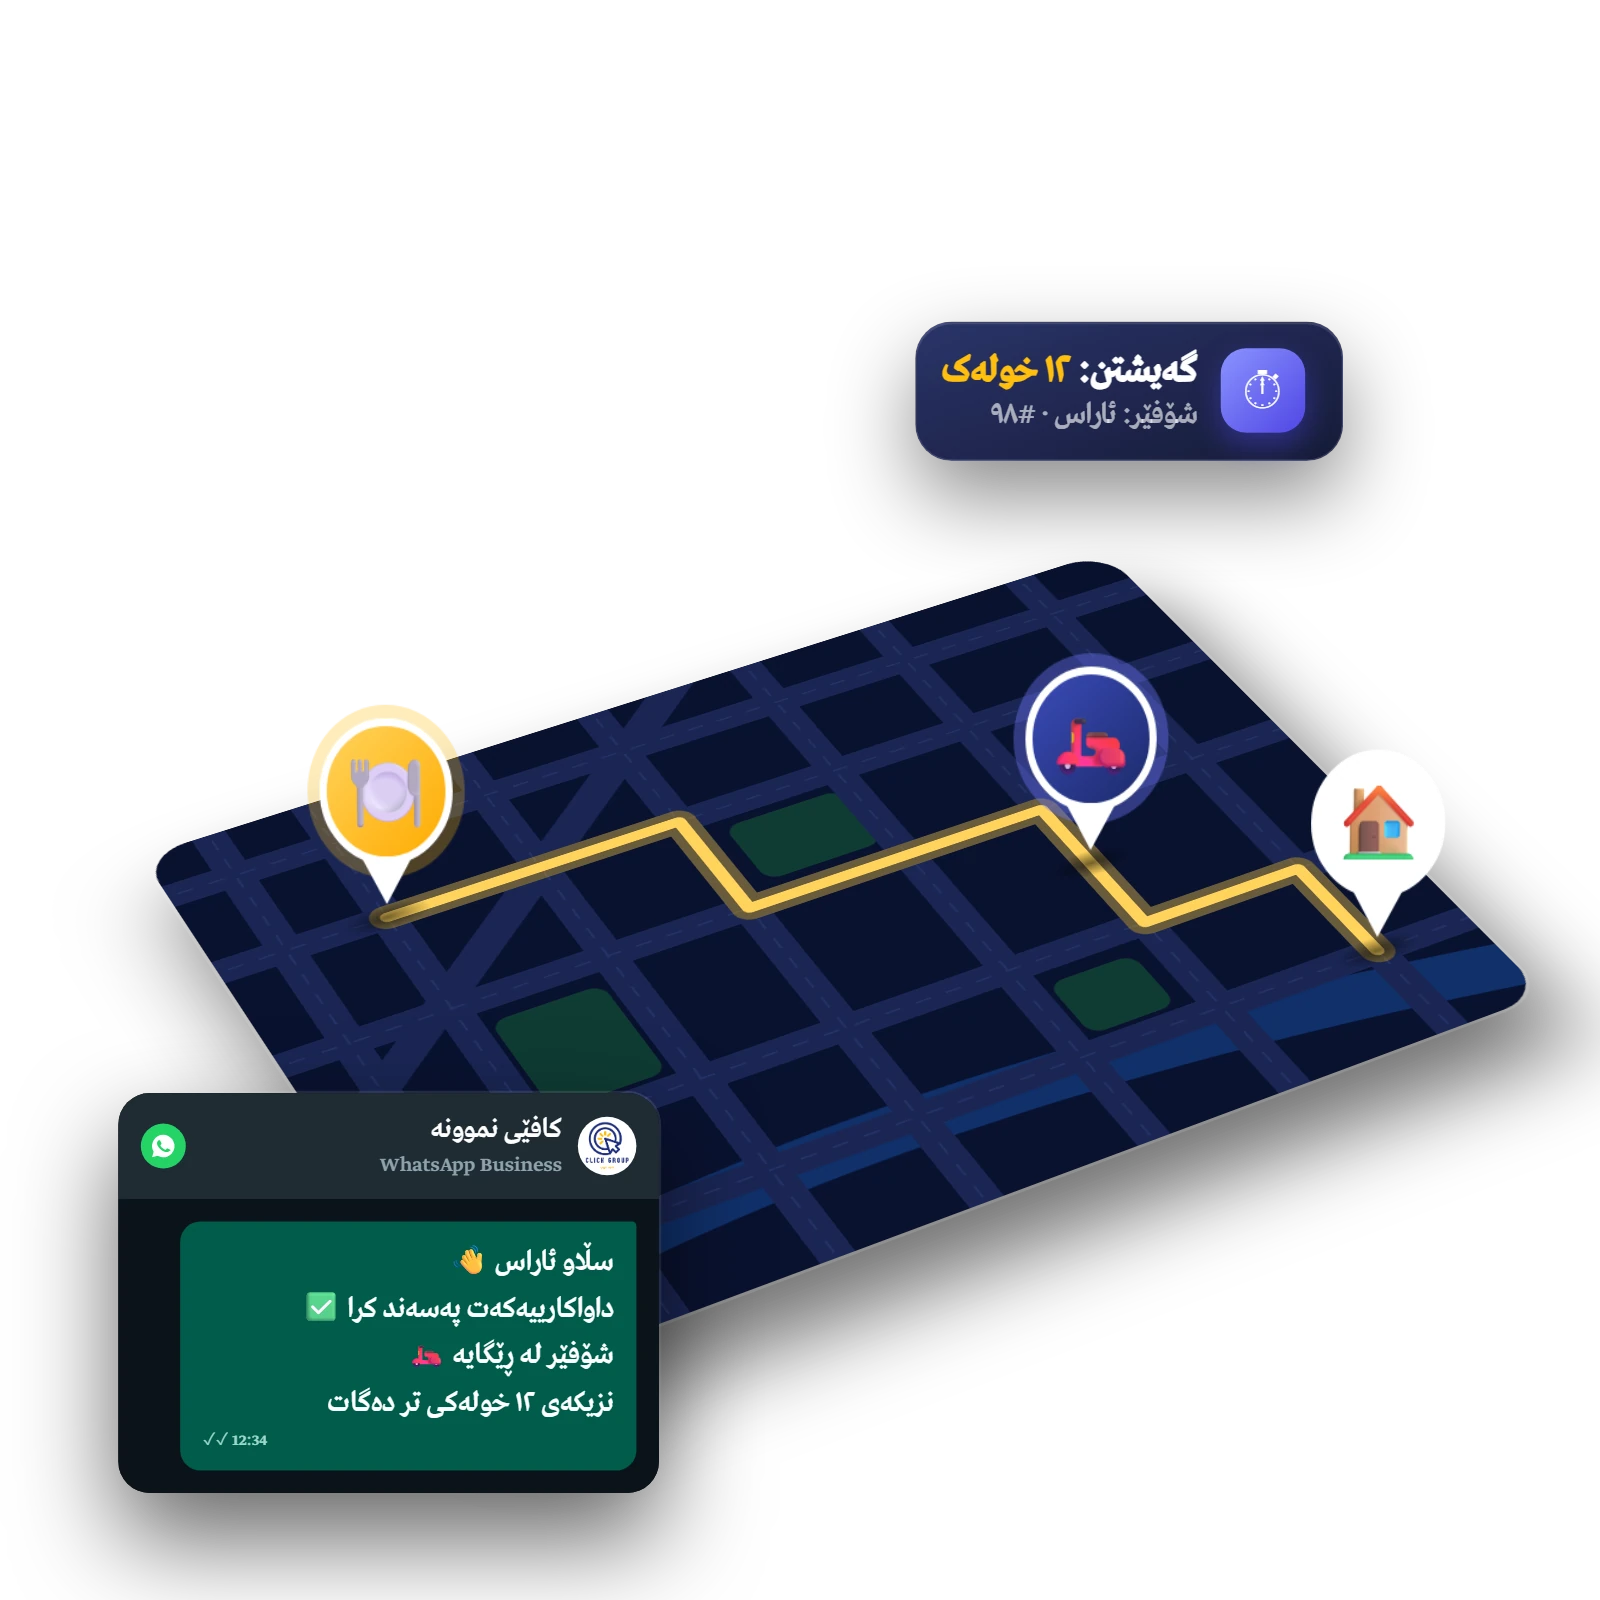 گەیشتن: ١٢ خولەک
شۆفێر: ئاراس · #٩٨
کافێی نموونە
WhatsApp Business
CLICK GROUP
سڵاو ئاراس 👋
داواکارییەکەت پەسەند کرا ✅
شۆفێر لە ڕێگایە 🛵
نزیکەی ١٢ خولەکی تر دەگات
12:34 ✓✓